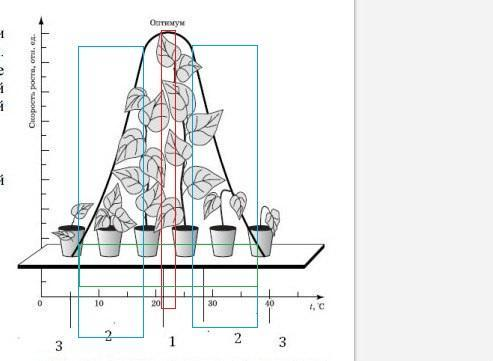 Оптимум
Скорость роста, отн. ед.
и
.
е
й
й
й
0 10 20 30 40 t, °C
3 2 1 2 3